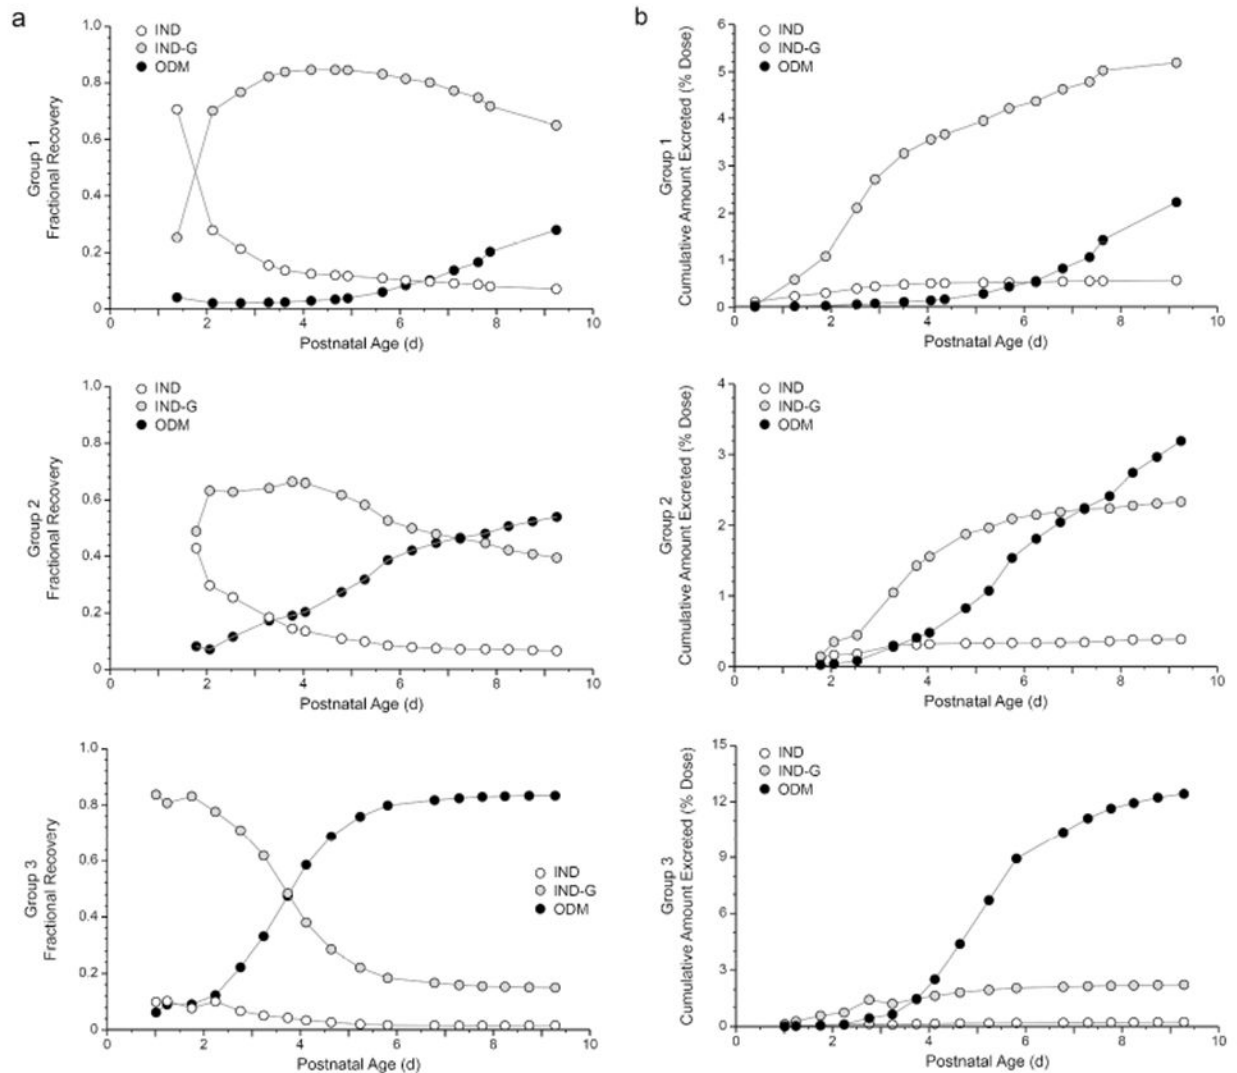 a
IND
IND-G
ODM
Group 1
Fractional Recovery
1.0
0.8
0.6
0.4
0.2
0
0 2 4 6 8 10
Postnatal Age (d)
b
IND
IND-G
ODM
Group 1
Cumulative Amount Excreted (% Dose)
6
5
4
3
2
1
0
0 2 4 6 8 10
Postnatal Age (d)
IND
IND-G
ODM
Group 2
Fractional Recovery
1.0
0.8
0.6
0.4
0.2
0
0 2 4 6 8 10
Postnatal Age (d)
IND
IND-G
ODM
Group 2
Cumulative Amount Excreted (% Dose)
4
3
2
1
0
0 2 4 6 8 10
Postnatal Age (d)
IND
IND-G
ODM
Group 3
Fractional Recovery
1.0
0.8
0.6
0.4
0.2
0
0 2 4 6 8 10
Postnatal Age (d)
IND
IND-G
ODM
Group 3
Cumulative Amount Excreted (% Dose)
15
12
9
6
3
0
0 2 4 6 8 10
Postnatal Age (d)